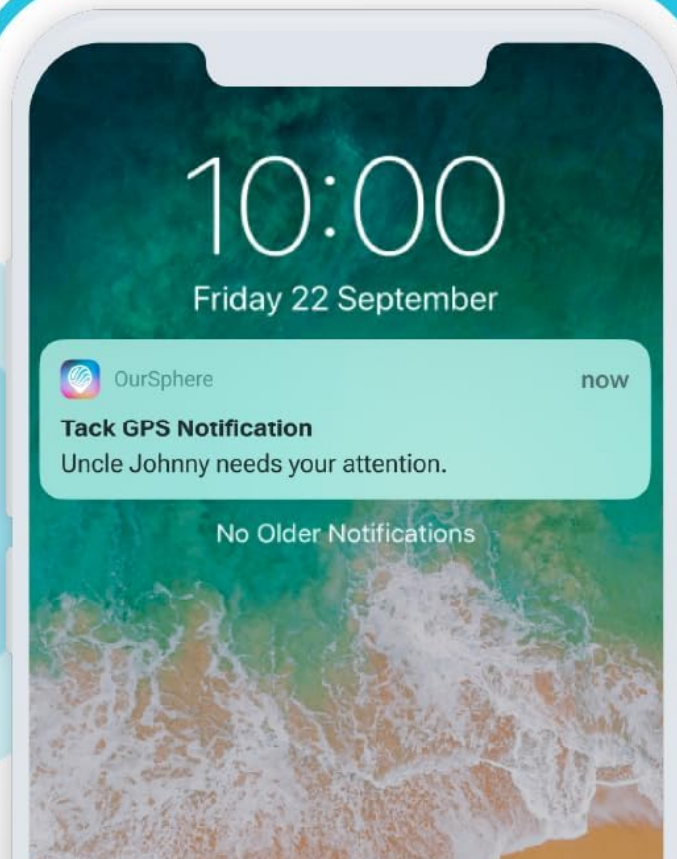 10:00
Friday 22 September
OurSphere
now
Tack GPS Notification
Uncle Johnny needs your attention.
No Older Notifications